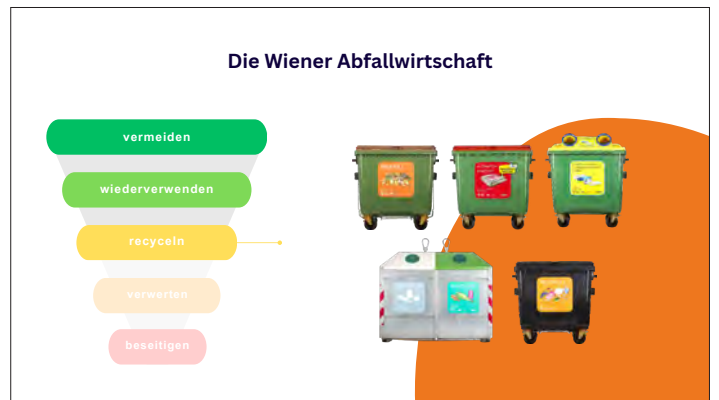 Die Wiener Abfallwirtschaft
vermeiden
wiederverwenden
recyceln
verwerten
beseitigen